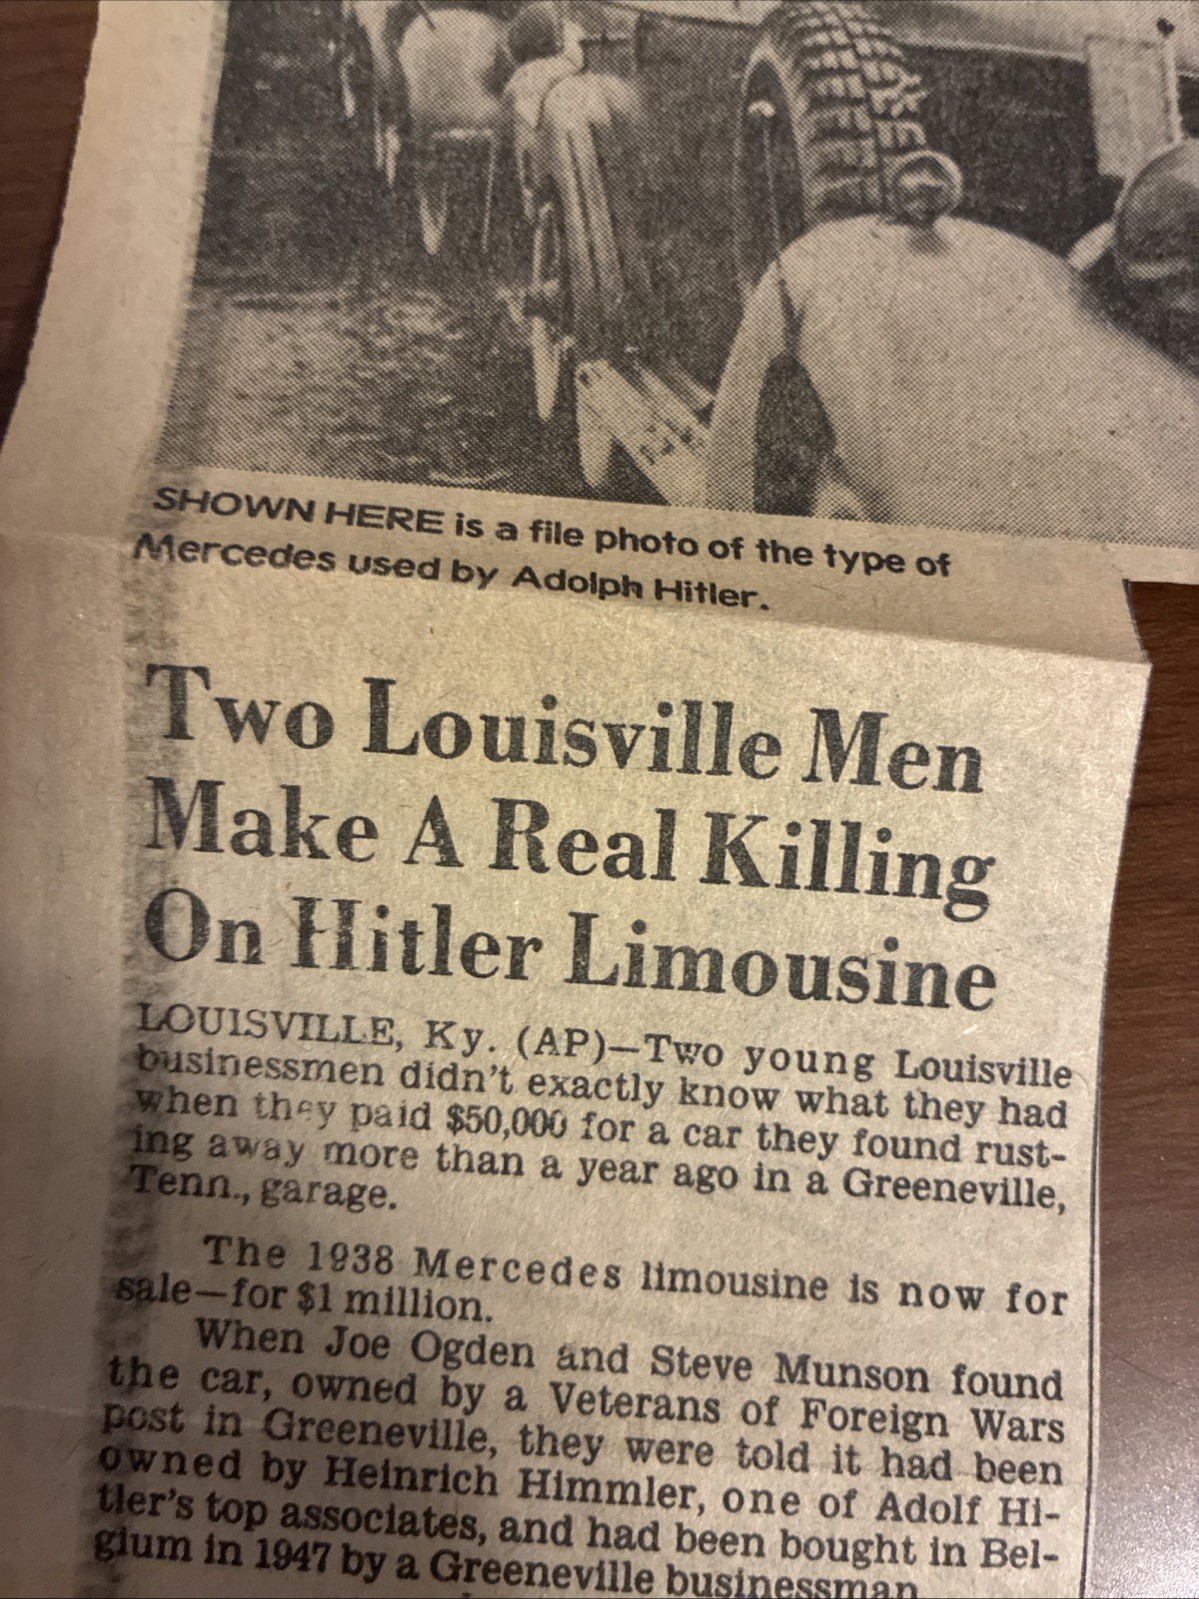 SHOWN HERE is a file photo of the type of
Mercedes used by Adolph Hitler.
Two Louisville Men
Make A Real Killing
On Hitler Limousine
LOUISVILLE, Ky. (AP)—Two young Louisville
businessmen didn't exactly know what they had
when they paid $50,000 for a car they found rust-
ing away more than a year ago in a Greeneville,
Tenn., garage.
The 1938 Mercedes limousine is now for
sale—for $1 million.
When Joe Ogden and Steve Munson found
the car, owned by a Veterans of Foreign Wars
post in Greeneville, they were told it had been
owned by Heinrich Himmler, one of Adolf Hi-
tler's top associates, and had been bought in Bel-
gium in 1947 by a Greeneville businessman